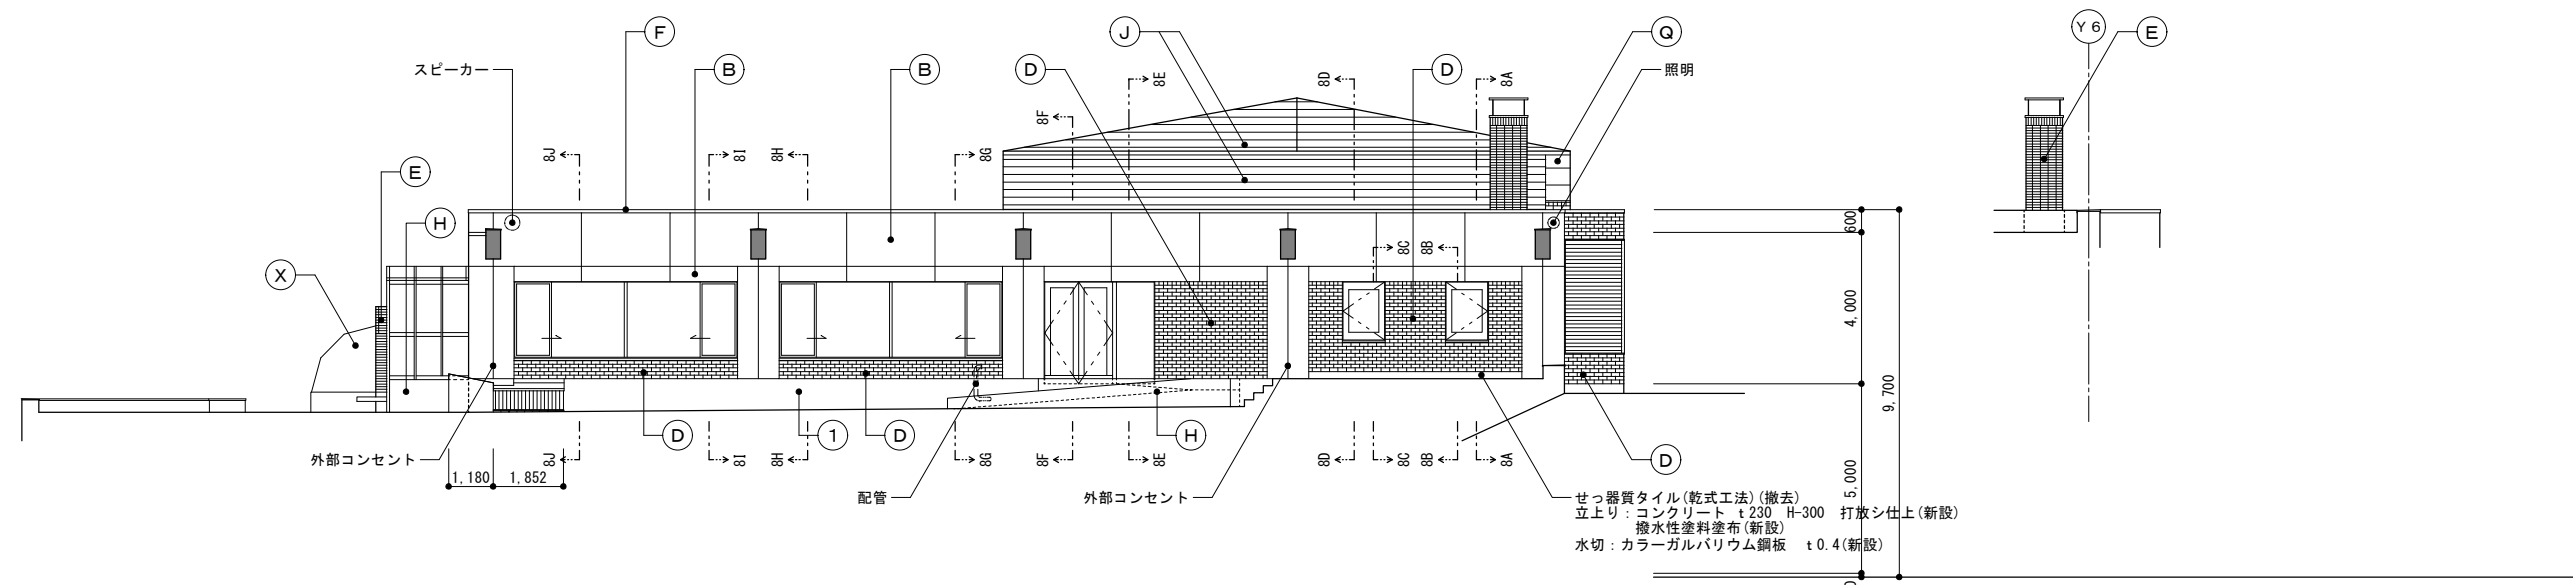 F
J
Q
Y6
E
スピーカー
B
B
D
8E
8D
D
8A
照明
8F
8J
8I
8H
8G
E
H
X
8C
8B
600
4,000
9,700
5,000
D
1
D
H
D
外部コンセント
8J
8I
8H
8G
8F
8E
8D
8C
8B
8A
1,180
1,852
配管
外部コンセント
せっ器質タイル(乾式工法)(撤去)
立上り：コンクリート t230 H-300 打放シ仕上(新設)
撥水性塗料塗布(新設)
水切：カラーガルバリウム鋼板 t0.4(新設)